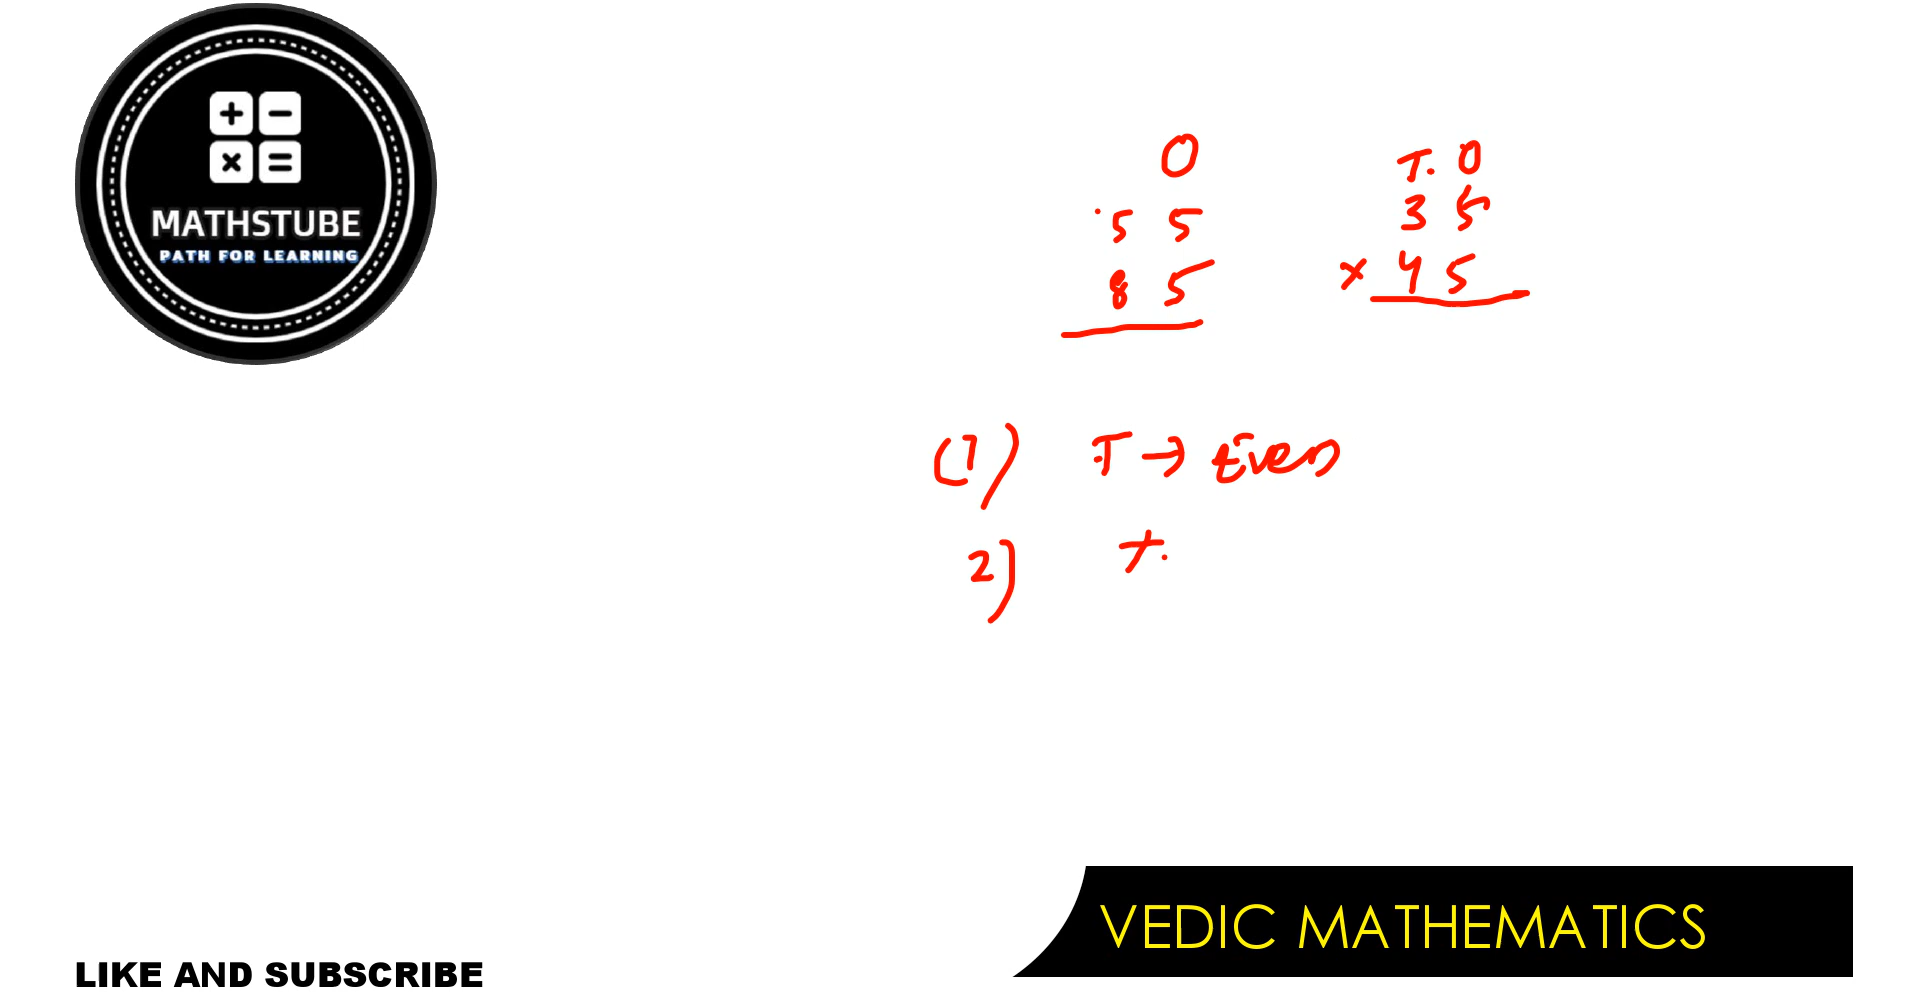 + −
× =
MATHSTUBE
PATH FOR LEARNING
O
5 5
8 5
T. O
3 5
× 4 5
(1) T → Even
2) T.
VEDIC MATHEMATICS
LIKE AND SUBSCRIBE